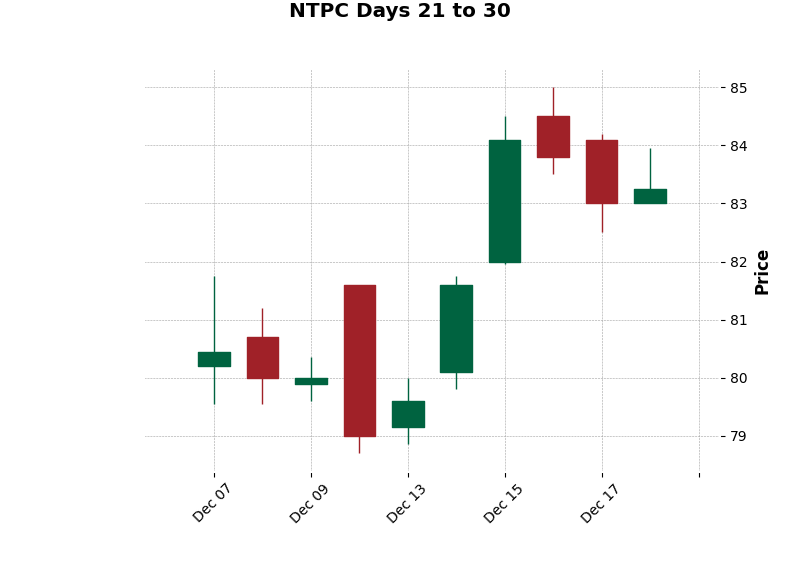 NTPC Days 21 to 30
85
84
83
82
81
80
79
Price
Dec 07
Dec 09
Dec 13
Dec 15
Dec 17